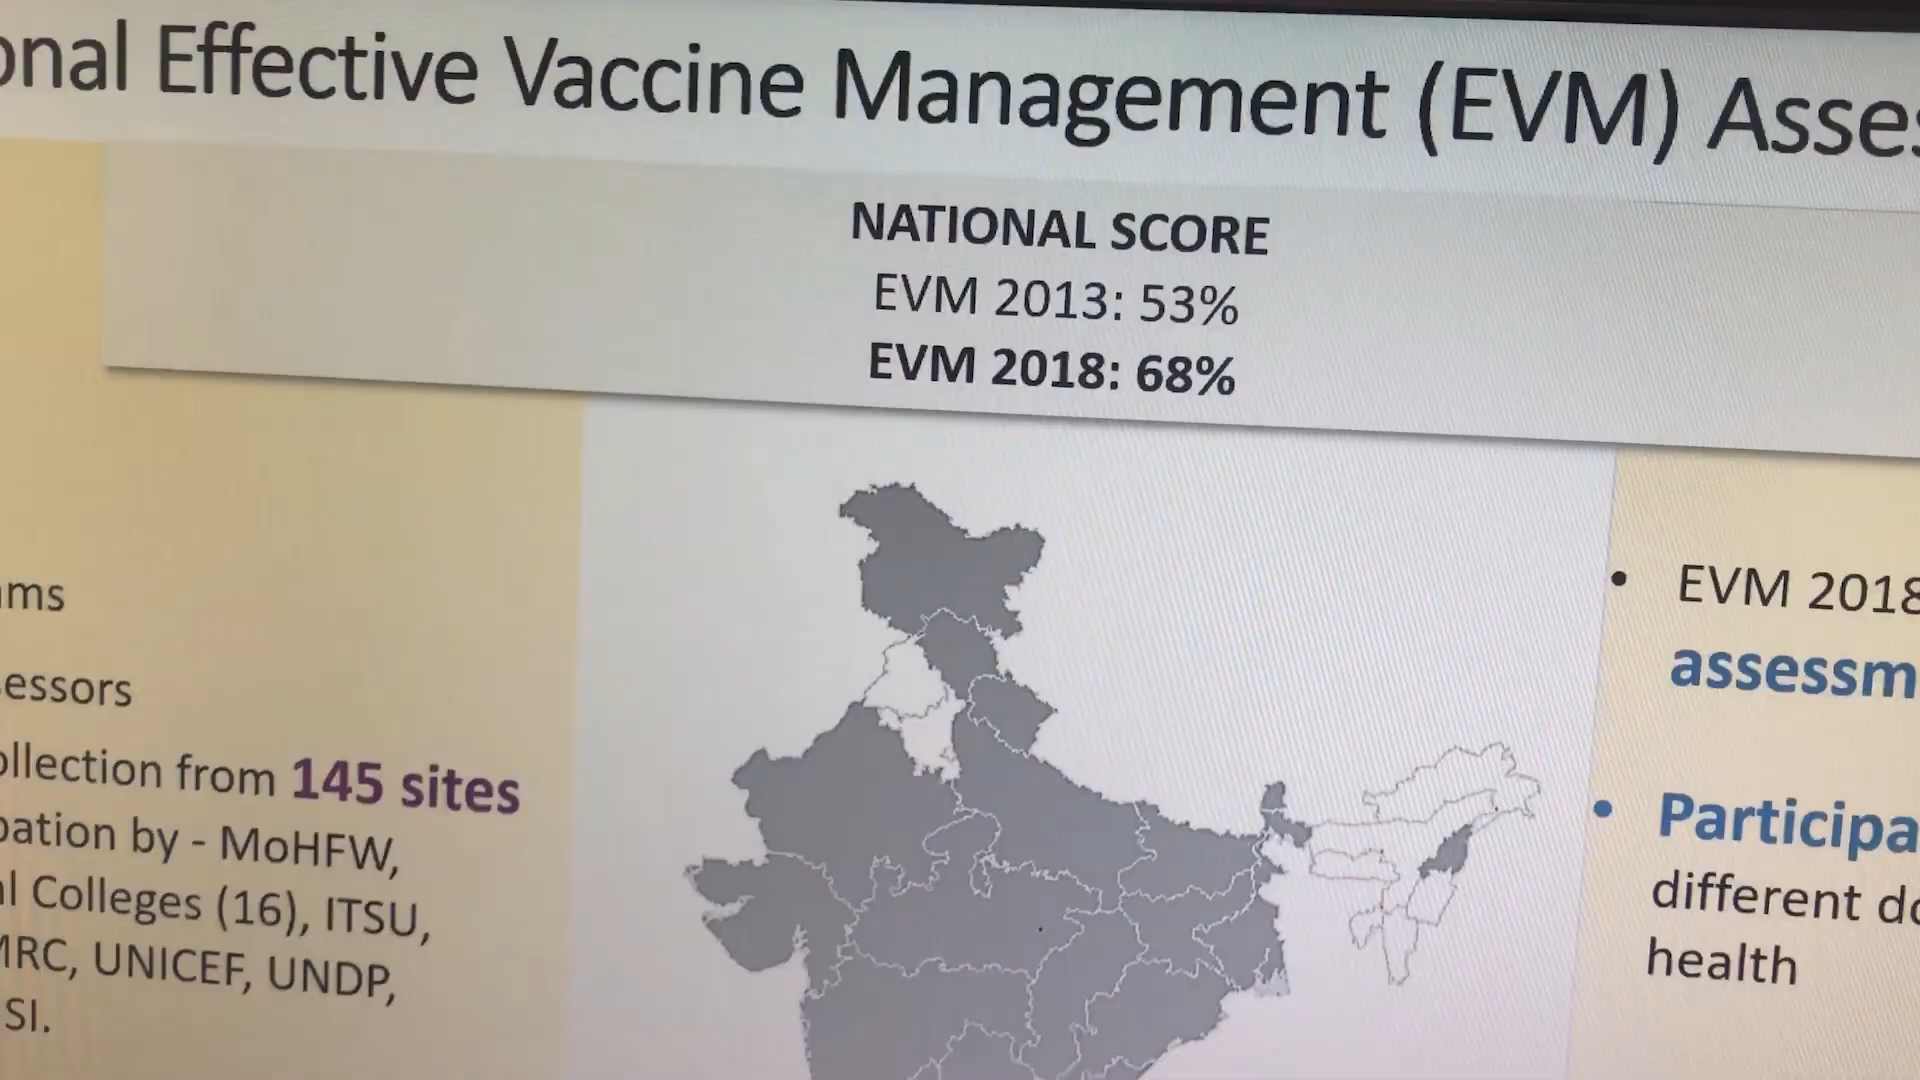 onal Effective Vaccine Management (EVM) Asses
NATIONAL SCORE
EVM 2013: 53%
EVM 2018: 68%
ms
essors
ollection from 145 sites
pation by - MoHFW,
l Colleges (16), ITSU,
MRC, UNICEF, UNDP,
SI.
• EVM 2018
assessm
• Participa
different do
health